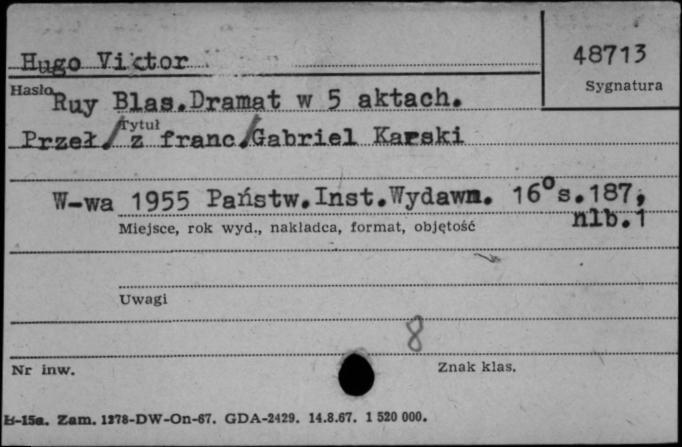 Hugo Victor
48713
Sygnatura
Hasło
Ruy Blas.Dramat w 5 aktach.
Tytuł
Przeł./z franc./Gabriel Karski
W-wa 1955 Państw.Inst.Wydawn. 16°s.187,
nlb.1
Miejsce, rok wyd., nakładca, format, objętość
Uwagi
8
Nr inw.
Znak klas.
B-15a. Zam. 1278-DW-On-67. GDA-2429. 14.8.67. 1 520 000.